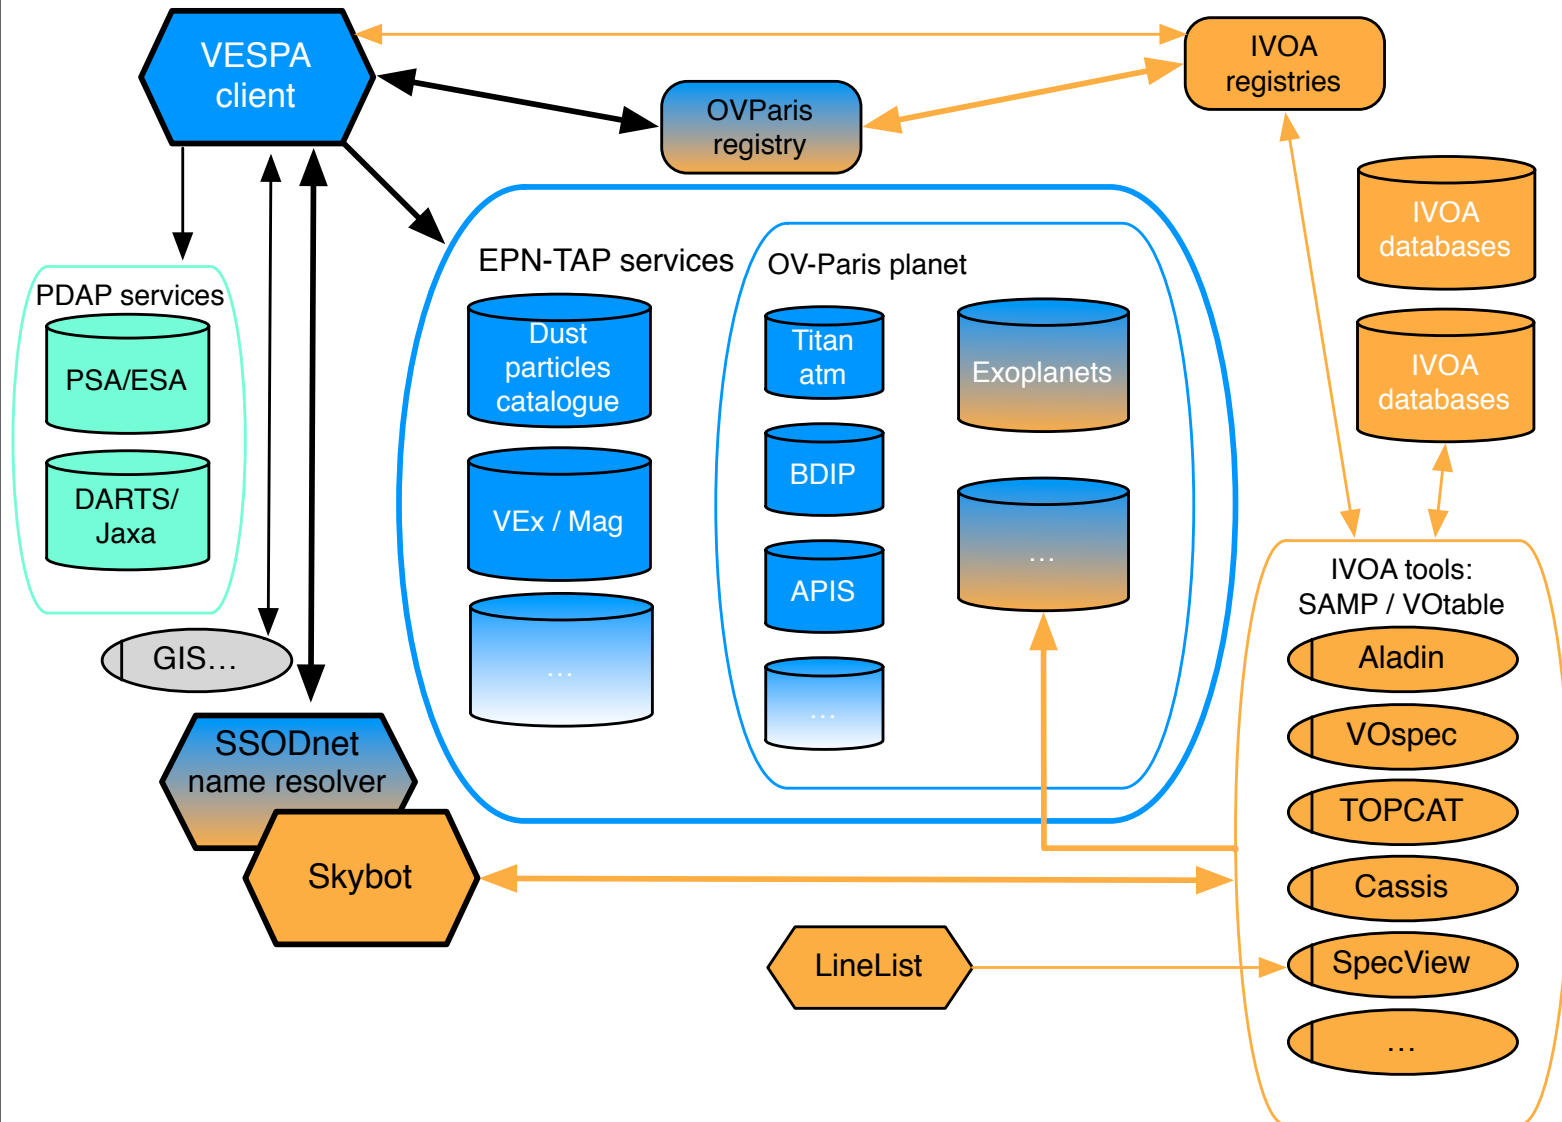 VESPA
client
IVOA
registries
OVParis
registry
IVOA
databases
IVOA
databases
EPN-TAP services
OV-Paris planet
PDAP services
PSA/ESA
DARTS/
Jaxa
Dust
particles
catalogue
VEx / Mag
...
Titan
atm
BDIP
APIS
...
Exoplanets
...
GIS...
SSODnet
name resolver
Skybot
LineList
IVOA tools:
SAMP / VOtable
Aladin
VOspec
TOPCAT
Cassis
SpecView
...